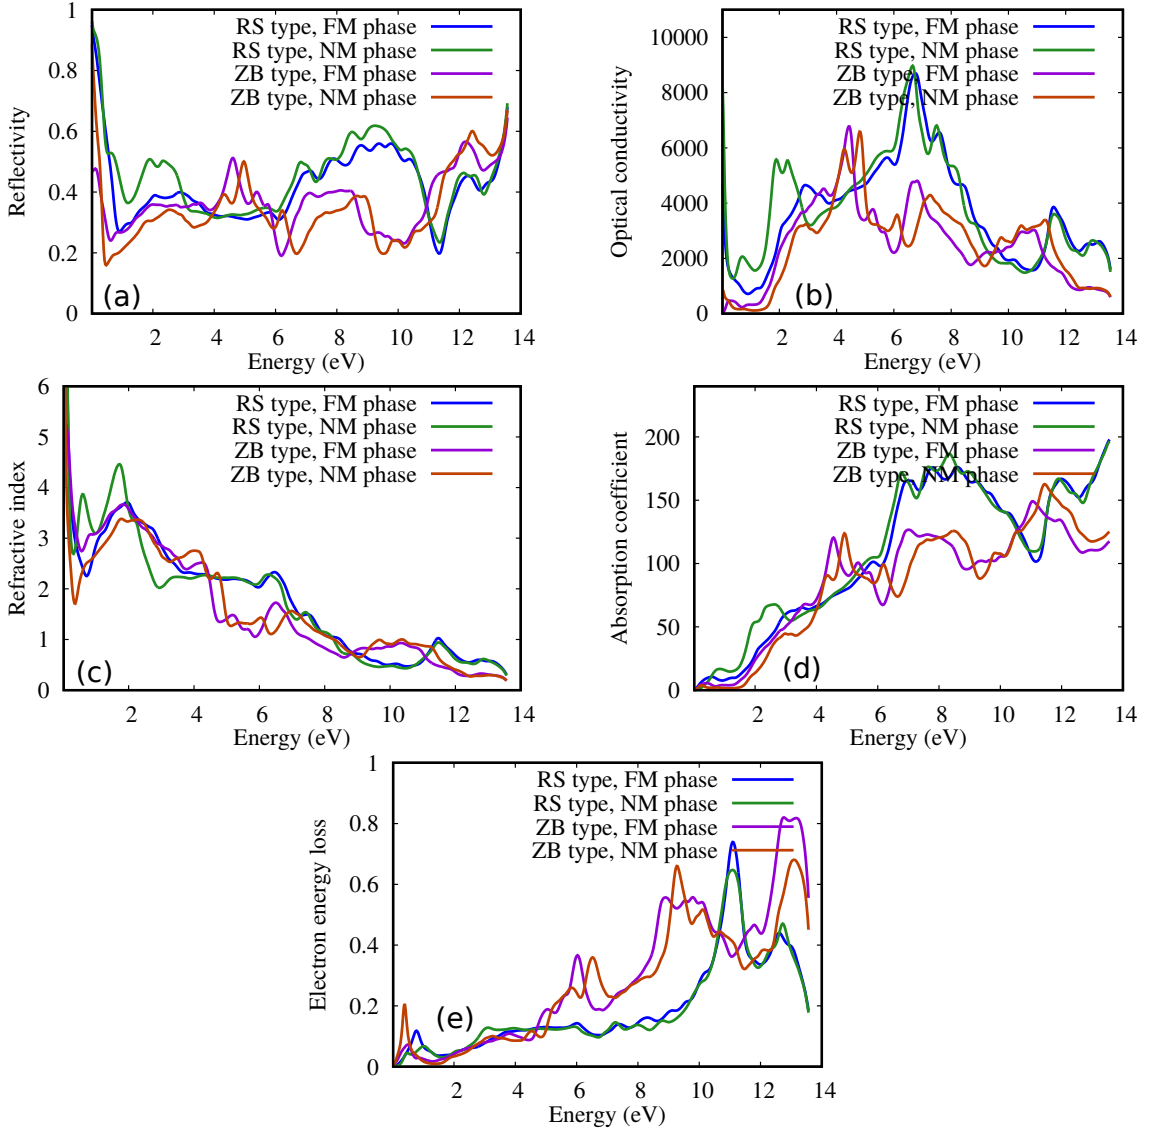 RS type, FM phase
RS type, NM phase
ZB type, FM phase
ZB type, NM phase
1
0.8
0.6
0.4
0.2
0
Reflectivity
(a)
2 4 6 8 10 12 14
Energy (eV)
RS type, FM phase
RS type, NM phase
ZB type, FM phase
ZB type, NM phase
10000
8000
6000
4000
2000
0
Optical conductivity
(b)
2 4 6 8 10 12 14
Energy (eV)
RS type, FM phase
RS type, NM phase
ZB type, FM phase
ZB type, NM phase
6
5
4
3
2
1
0
Refractive index
(c)
2 4 6 8 10 12 14
Energy (eV)
RS type, FM phase
RS type, NM phase
ZB type, FM phase
ZB type, NM phase
200
150
100
50
0
Absorption coefficient
(d)
2 4 6 8 10 12 14
Energy (eV)
RS type, FM phase
RS type, NM phase
ZB type, FM phase
ZB type, NM phase
1
0.8
0.6
0.4
0.2
0
Electron energy loss
(e)
2 4 6 8 10 12 14
Energy (eV)